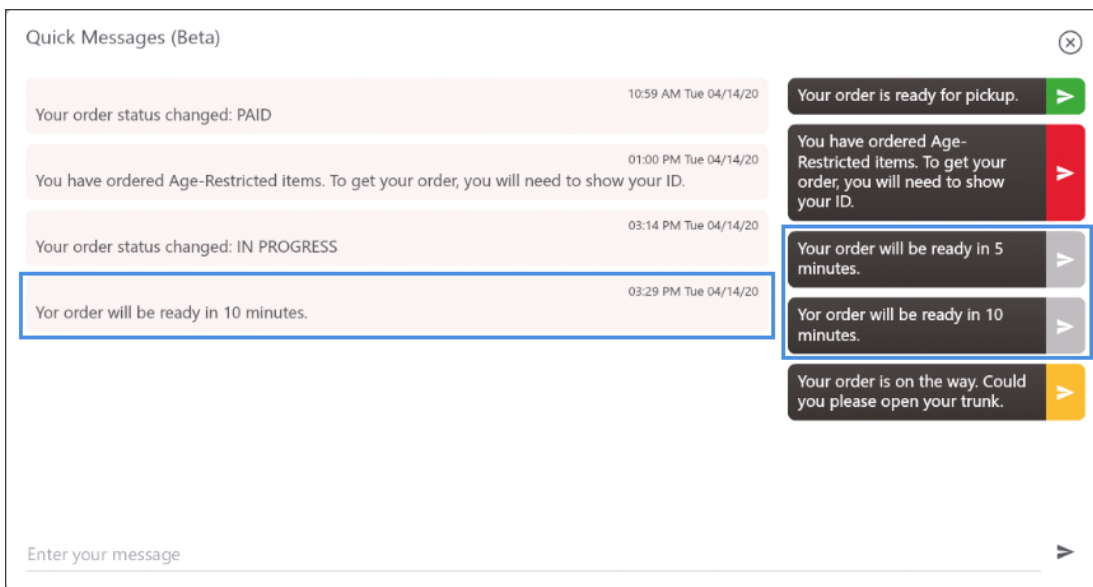 Quick Messages (Beta)
10:59 AM Tue 04/14/20
Your order status changed: PAID
01:00 PM Tue 04/14/20
You have ordered Age-Restricted items. To get your order, you will need to show your ID.
03:14 PM Tue 04/14/20
Your order status changed: IN PROGRESS
03:29 PM Tue 04/14/20
Yor order will be ready in 10 minutes.
Your order is ready for pickup.
You have ordered Age-
Restricted items. To get your
order, you will need to show
your ID.
Your order will be ready in 5
minutes.
Yor order will be ready in 10
minutes.
Your order is on the way. Could
you please open your trunk.
Enter your message